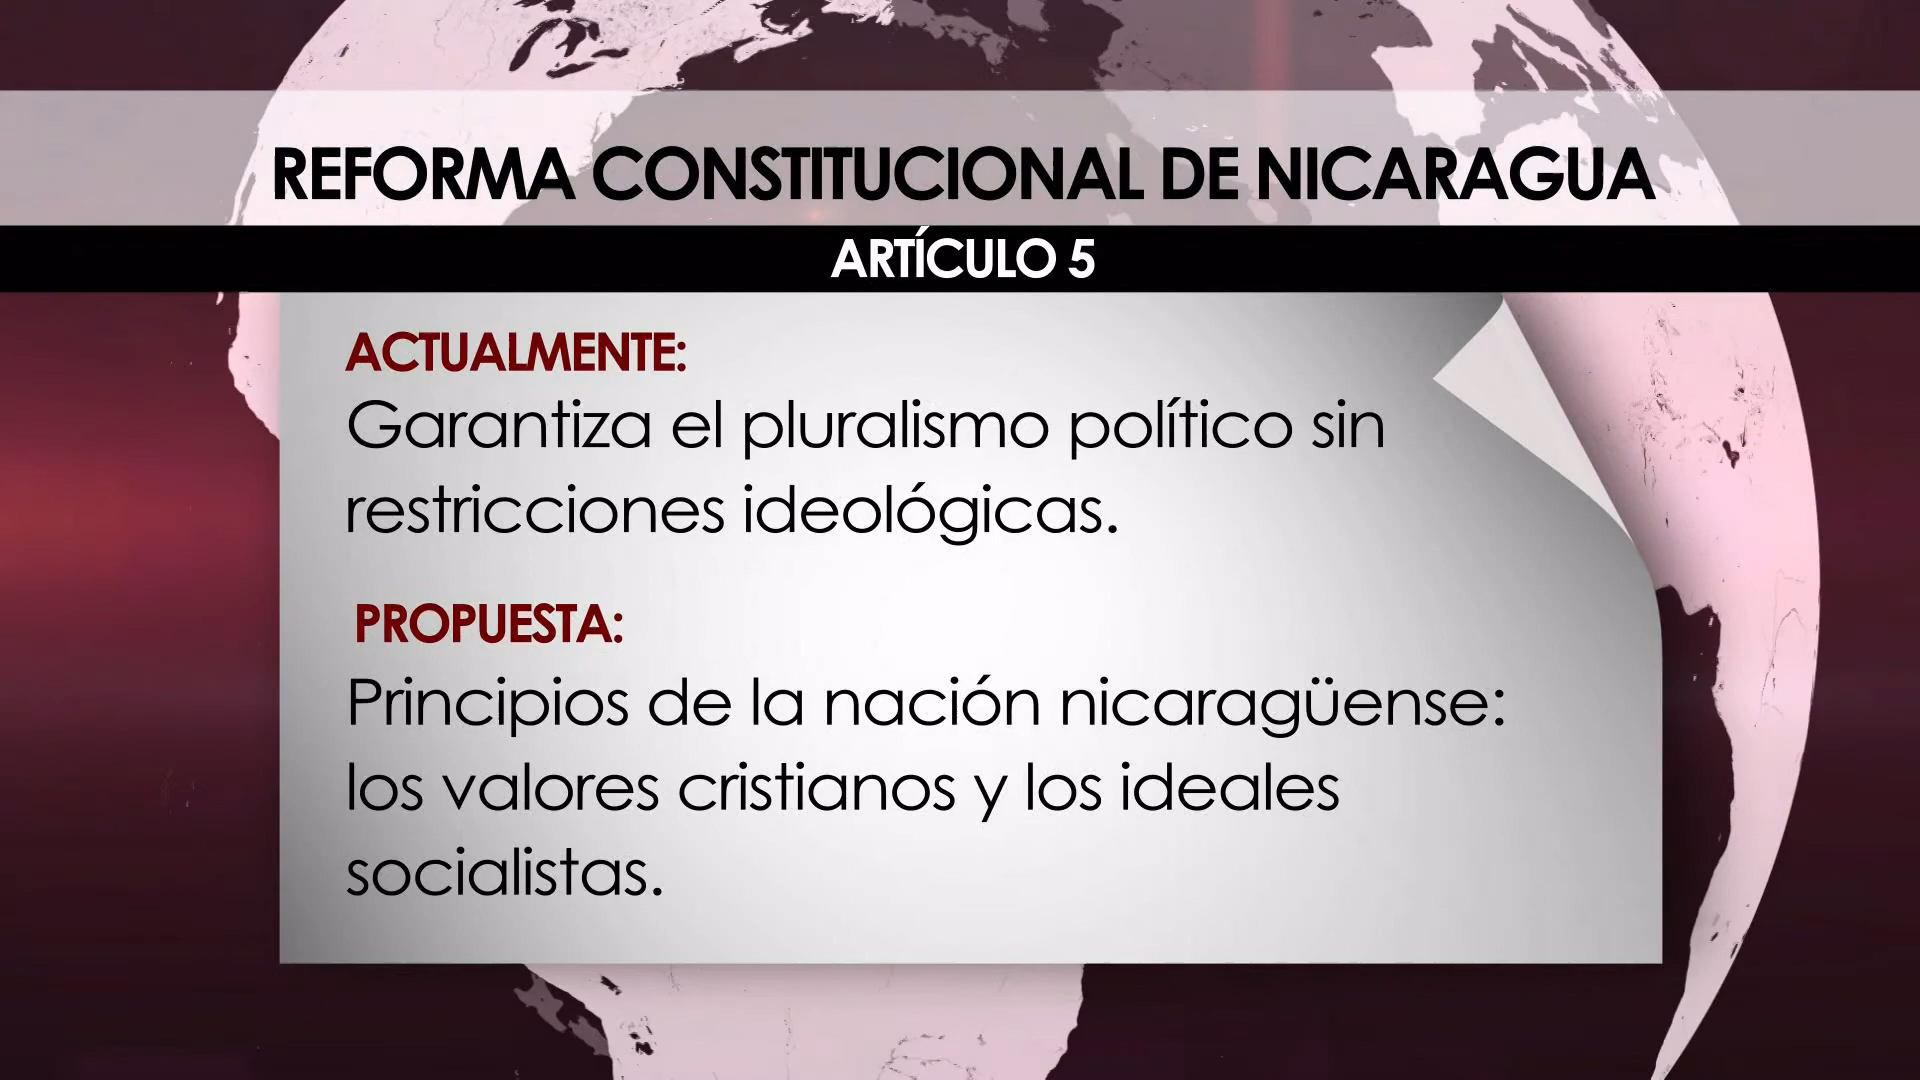 REFORMA CONSTITUCIONAL DE NICARAGUA
ARTÍCULO 5
ACTUALMENTE:
Garantiza el pluralismo político sin
restricciones ideológicas.
PROPUESTA:
Principios de la nación nicaragüense:
los valores cristianos y los ideales
socialistas.